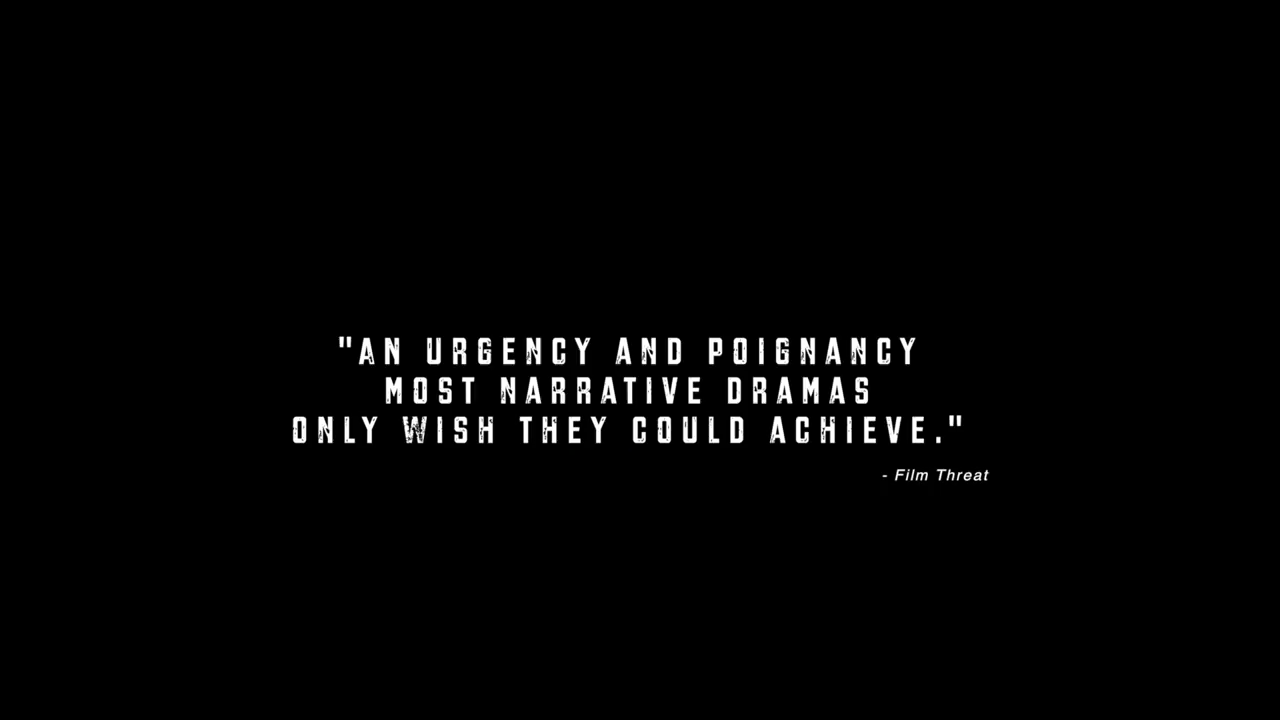 "AN URGENCY AND POIGNANCY
MOST NARRATIVE DRAMAS
ONLY WISH THEY COULD ACHIEVE."
- Film Threat